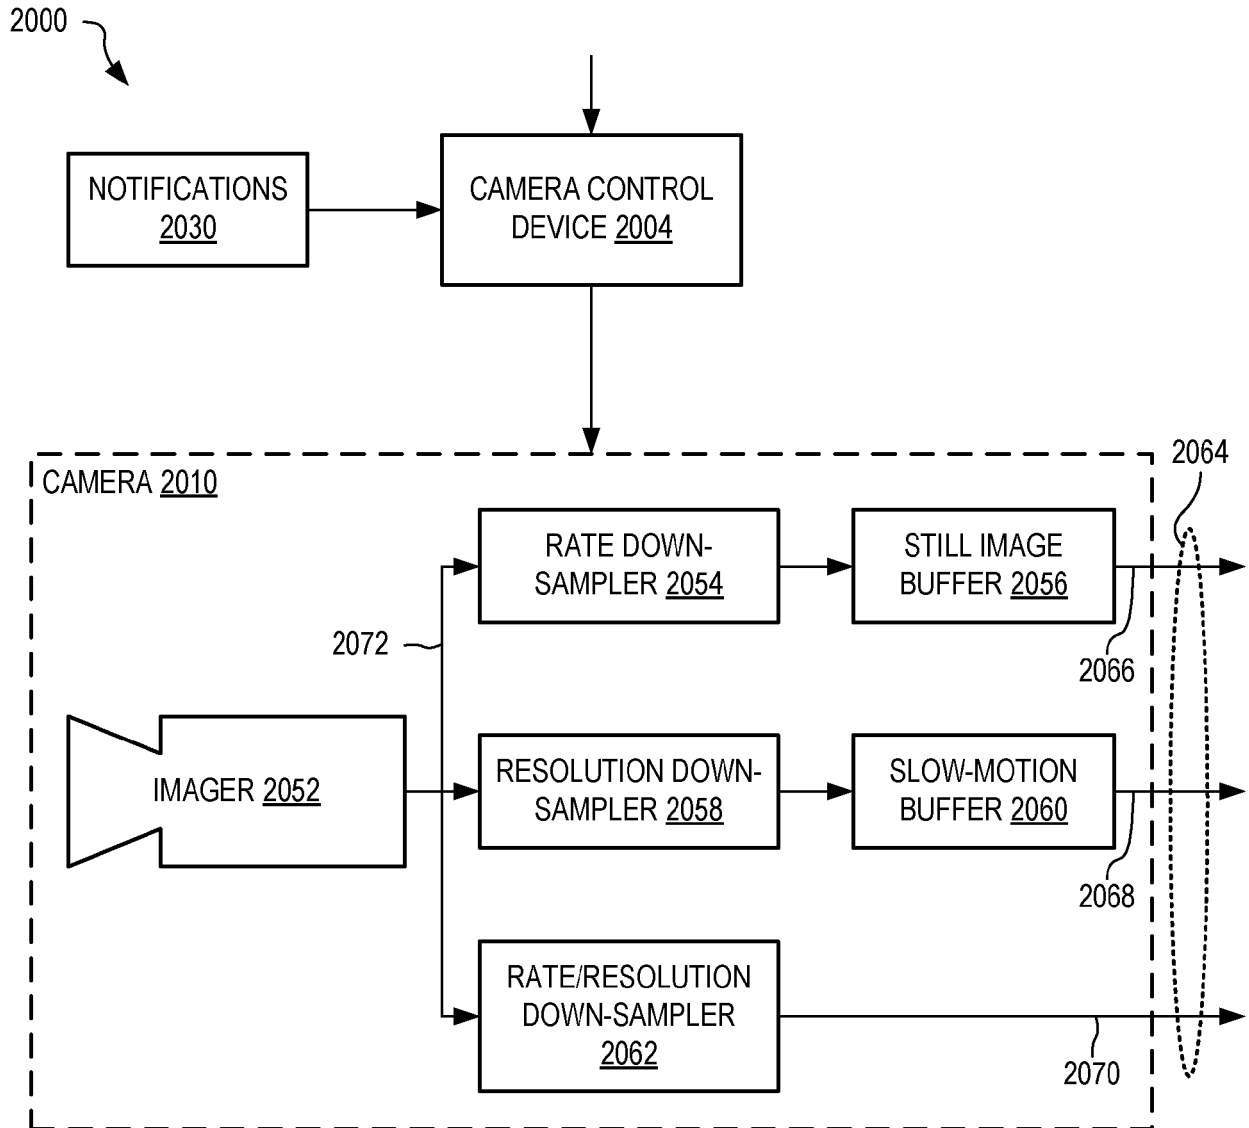 2000
NOTIFICATIONS
2030
CAMERA CONTROL
DEVICE 2004
CAMERA 2010
2064
RATE DOWN-
SAMPLER 2054
STILL IMAGE
BUFFER 2056
2072
2066
IMAGER 2052
RESOLUTION DOWN-
SAMPLER 2058
SLOW-MOTION
BUFFER 2060
2068
RATE/RESOLUTION
DOWN-SAMPLER
2062
2070